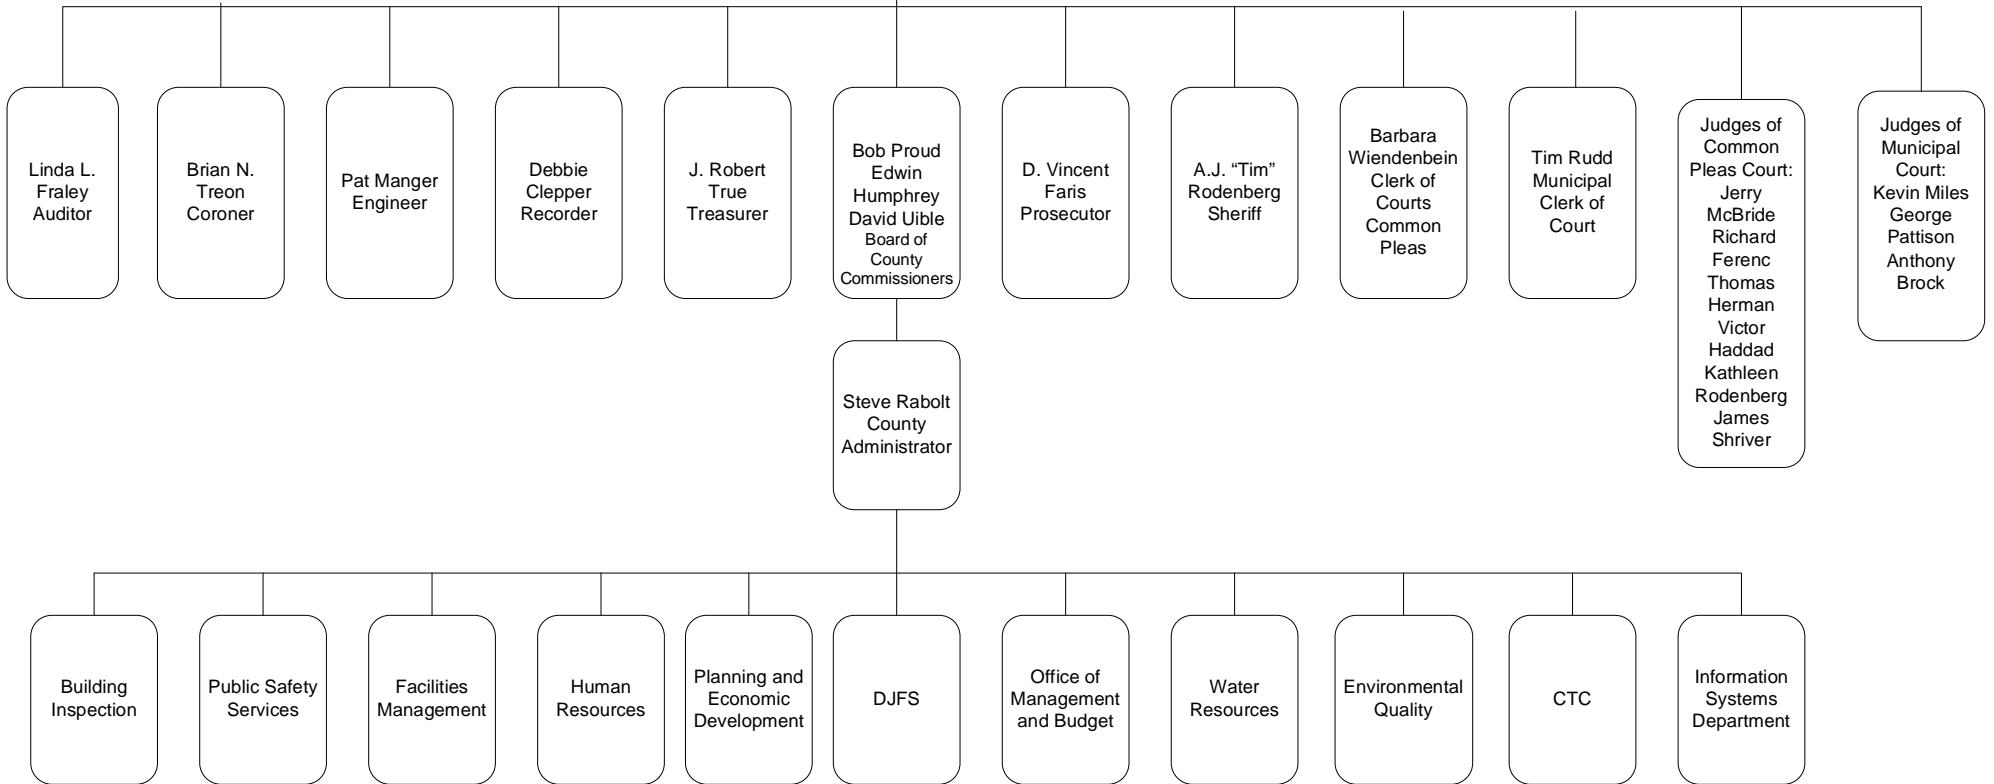 Linda L.
Fraley
Auditor
Brian N.
Treon
Coroner
Pat Manger
Engineer
Debbie
Clepper
Recorder
J. Robert
True
Treasurer
Bob Proud
Edwin
Humphrey
David Uible
Board of
County
Commissioners
D. Vincent
Faris
Prosecutor
A.J. “Tim”
Rodenberg
Sheriff
Barbara
Wiendenbein
Clerk of
Courts
Common
Pleas
Tim Rudd
Municipal
Clerk of
Court
Judges of
Common
Pleas Court:
Jerry
McBride
Richard
Ferenc
Thomas
Herman
Victor
Haddad
Kathleen
Rodenberg
James
Shriver
Judges of
Municipal
Court:
Kevin Miles
George
Pattison
Anthony
Brock
Steve Rabolt
County
Administrator
Building
Inspection
Public Safety
Services
Facilities
Management
Human
Resources
Planning and
Economic
Development
DJFS
Office of
Management
and Budget
Water
Resources
Environmental
Quality
CTC
Information
Systems
Department